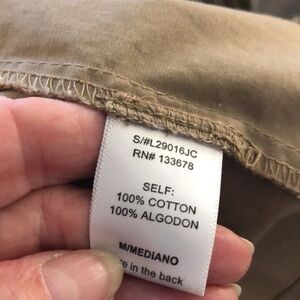 S/#L29016JC
RN# 133678
SELF:
100% COTTON
100% ALGODON
M/MEDIANO
in the back